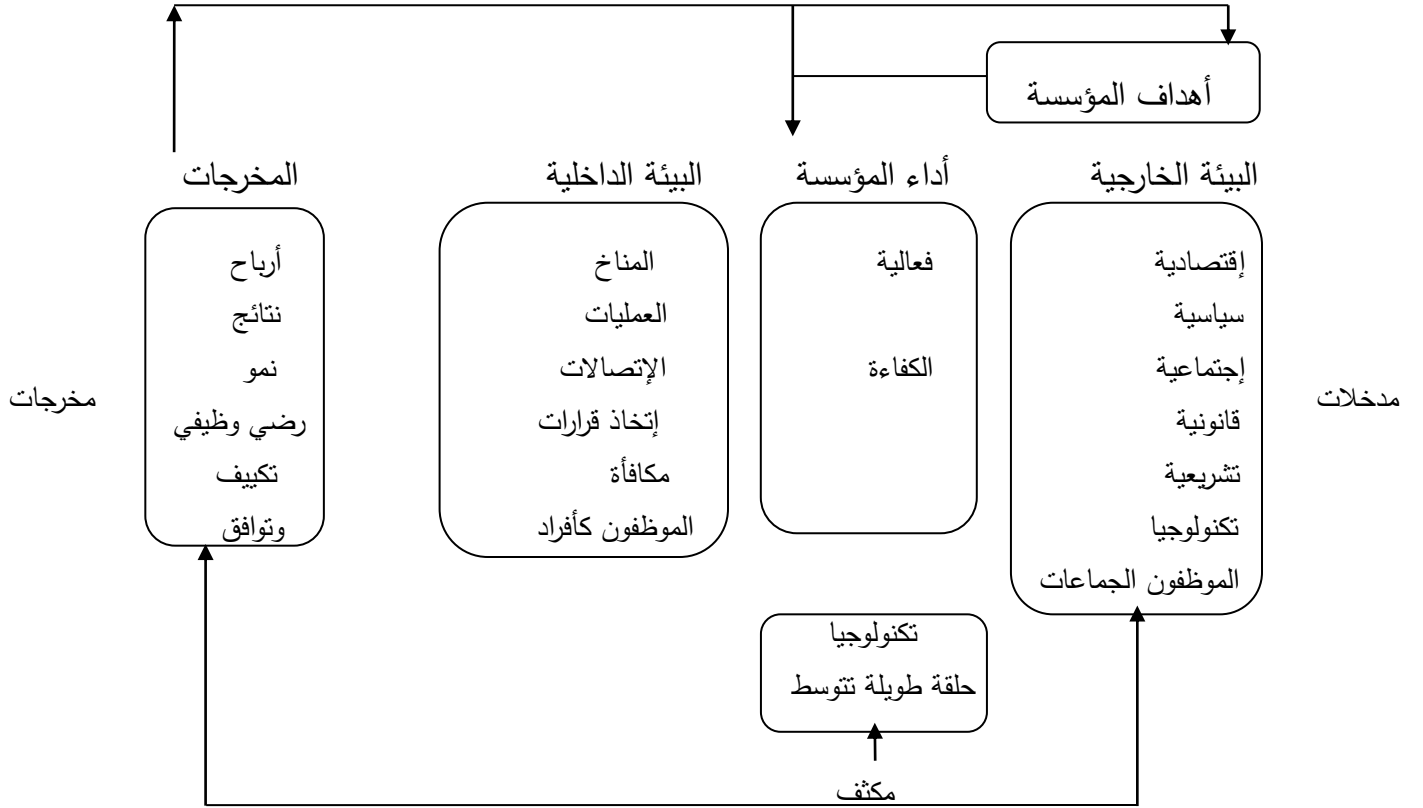 أهداف المؤسسة
البيئة الخارجية
أداء المؤسسة
البيئة الداخلية
المخرجات
مدخلات
إقتصادية
سياسية
إجتماعية
قانونية
تشريعية
تكنولوجيا
الموظفون الجماعات
فعالية
الكفاءة
المناخ
العمليات
الإتصالات
إتخاذ قرارات
مكافأة
الموظفون كأفراد
أرباح
نتائج
نمو
رضي وظيفي
تكييف
وتوافق
مخرجات
تكنولوجيا
حلقة طويلة تتوسط
مكثف